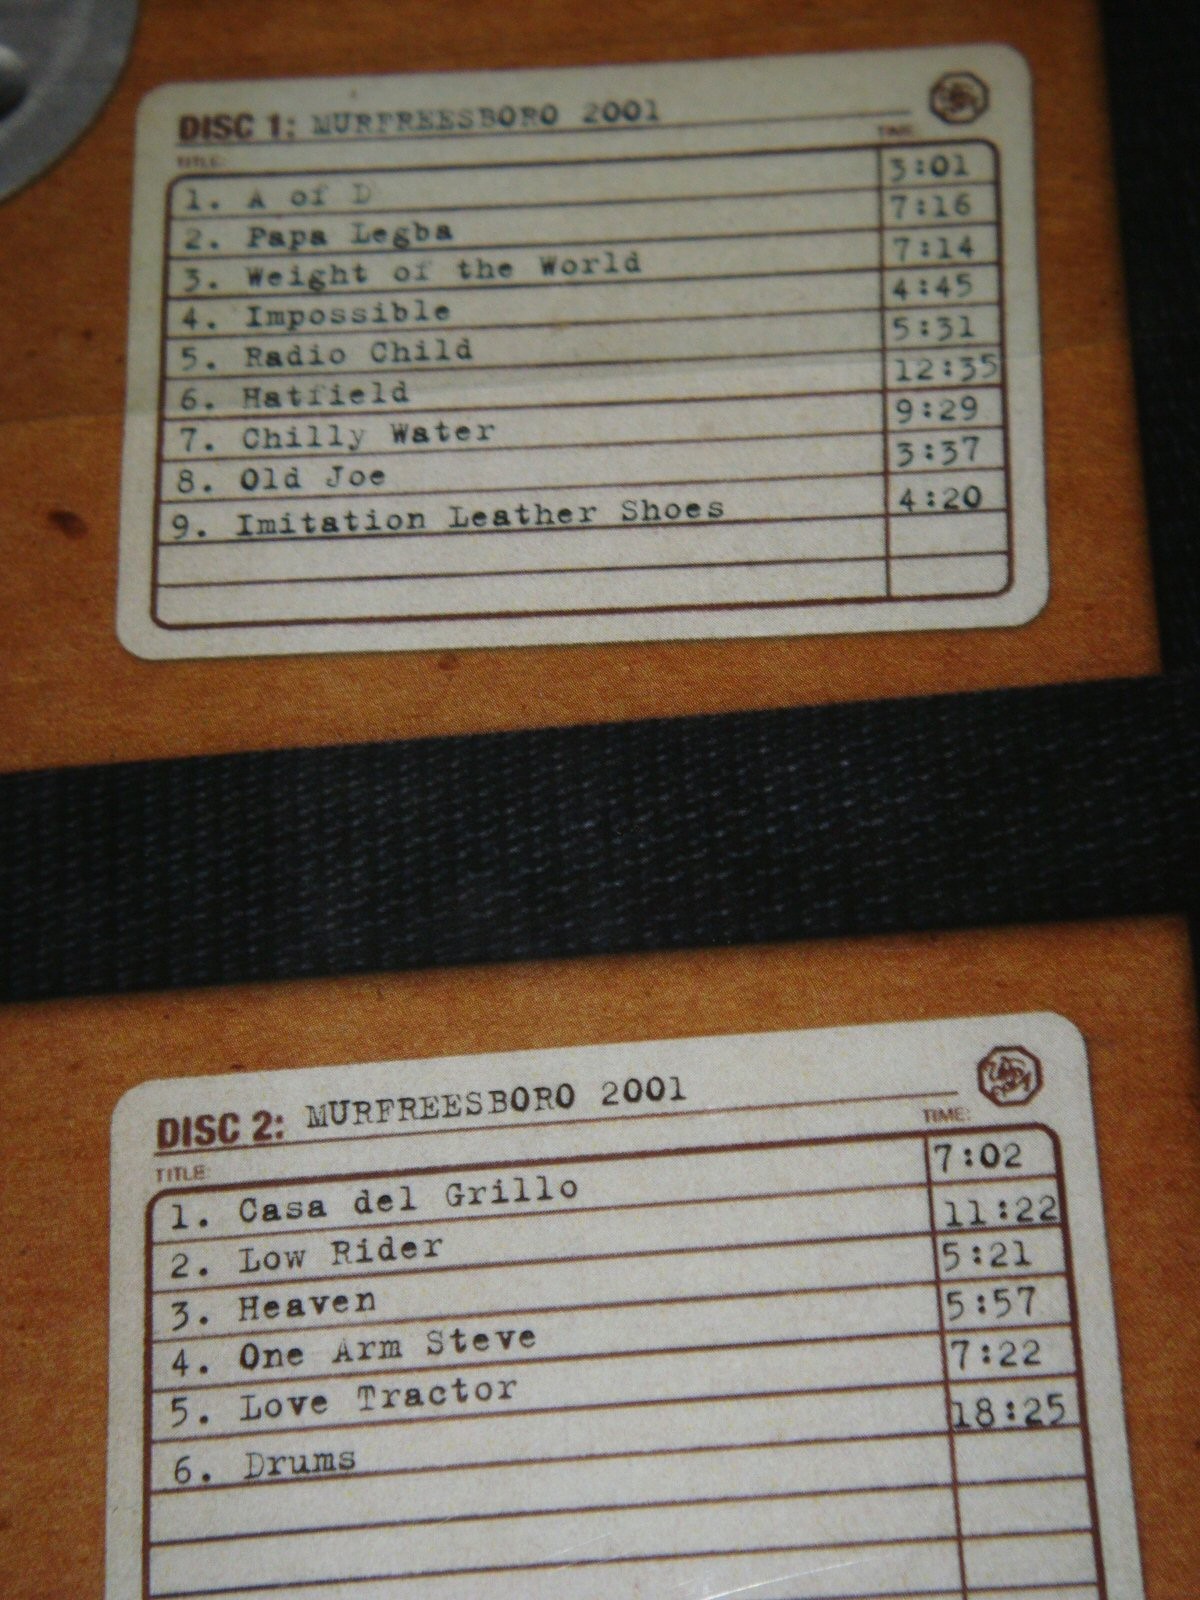 DISC 1: MURFREESBORO 2001
TITLE: TIME:
1. A of D 3:01
2. Papa Legba 7:16
3. Weight of the World 7:14
4. Impossible 4:45
5. Radio Child 5:31
6. Hatfield 12:35
7. Chilly Water 9:29
8. Old Joe 3:37
9. Imitation Leather Shoes 4:20
DISC 2: MURFREESBORO 2001
TITLE: TIME:
1. Casa del Grillo 7:02
2. Low Rider 11:22
3. Heaven 5:21
4. One Arm Steve 5:57
5. Love Tractor 7:22
6. Drums 18:25